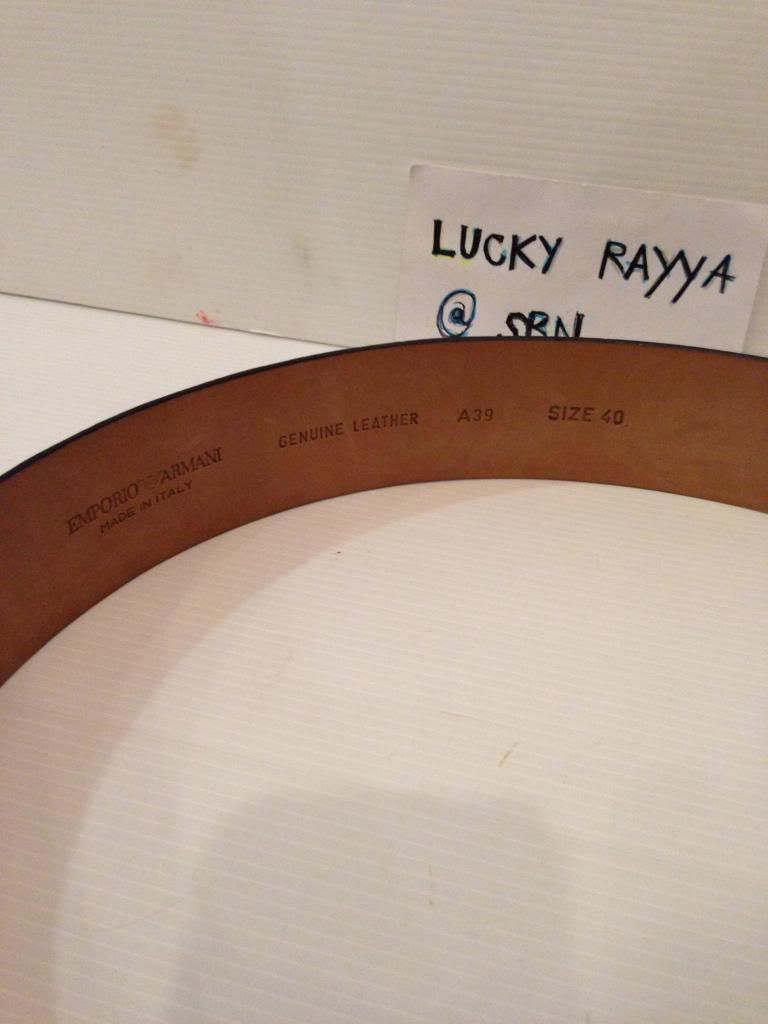 LUCKY RAYYA
@ SBN
EMPORIO ARMANI
MADE IN ITALY
GENUINE LEATHER A39 SIZE 40